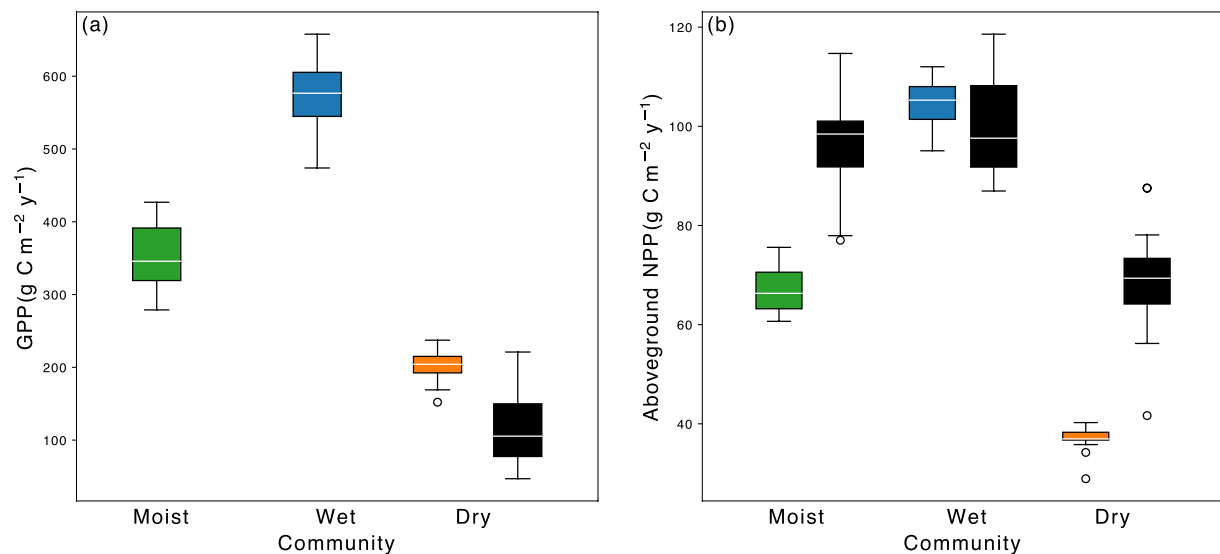 (a)
GPP(g C m⁻² y⁻¹)
600
500
400
300
200
100
Moist Wet Dry
Community
(b)
Aboveground NPP(g C m⁻² y⁻¹)
120
100
80
60
40
Moist Wet Dry
Community